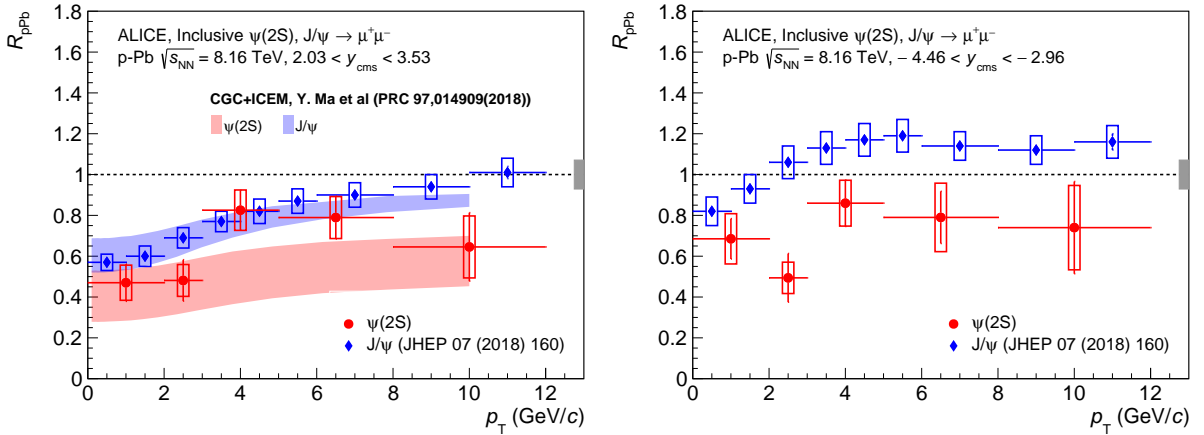 R_pPb
1.8
1.6
1.4
1.2
1
0.8
0.6
0.4
0.2
0
ALICE, Inclusive ψ(2S), J/ψ → μ⁺μ⁻
p-Pb √s_NN = 8.16 TeV, 2.03 < y_cms < 3.53
CGC+ICEM, Y. Ma et al (PRC 97,014909(2018))
ψ(2S) J/ψ
ψ(2S)
J/ψ (JHEP 07 (2018) 160)
0 2 4 6 8 10 12
p_T (GeV/c)
R_pPb
1.8
1.6
1.4
1.2
1
0.8
0.6
0.4
0.2
0
ALICE, Inclusive ψ(2S), J/ψ → μ⁺μ⁻
p-Pb √s_NN = 8.16 TeV, − 4.46 < y_cms < − 2.96
ψ(2S)
J/ψ (JHEP 07 (2018) 160)
0 2 4 6 8 10 12
p_T (GeV/c)